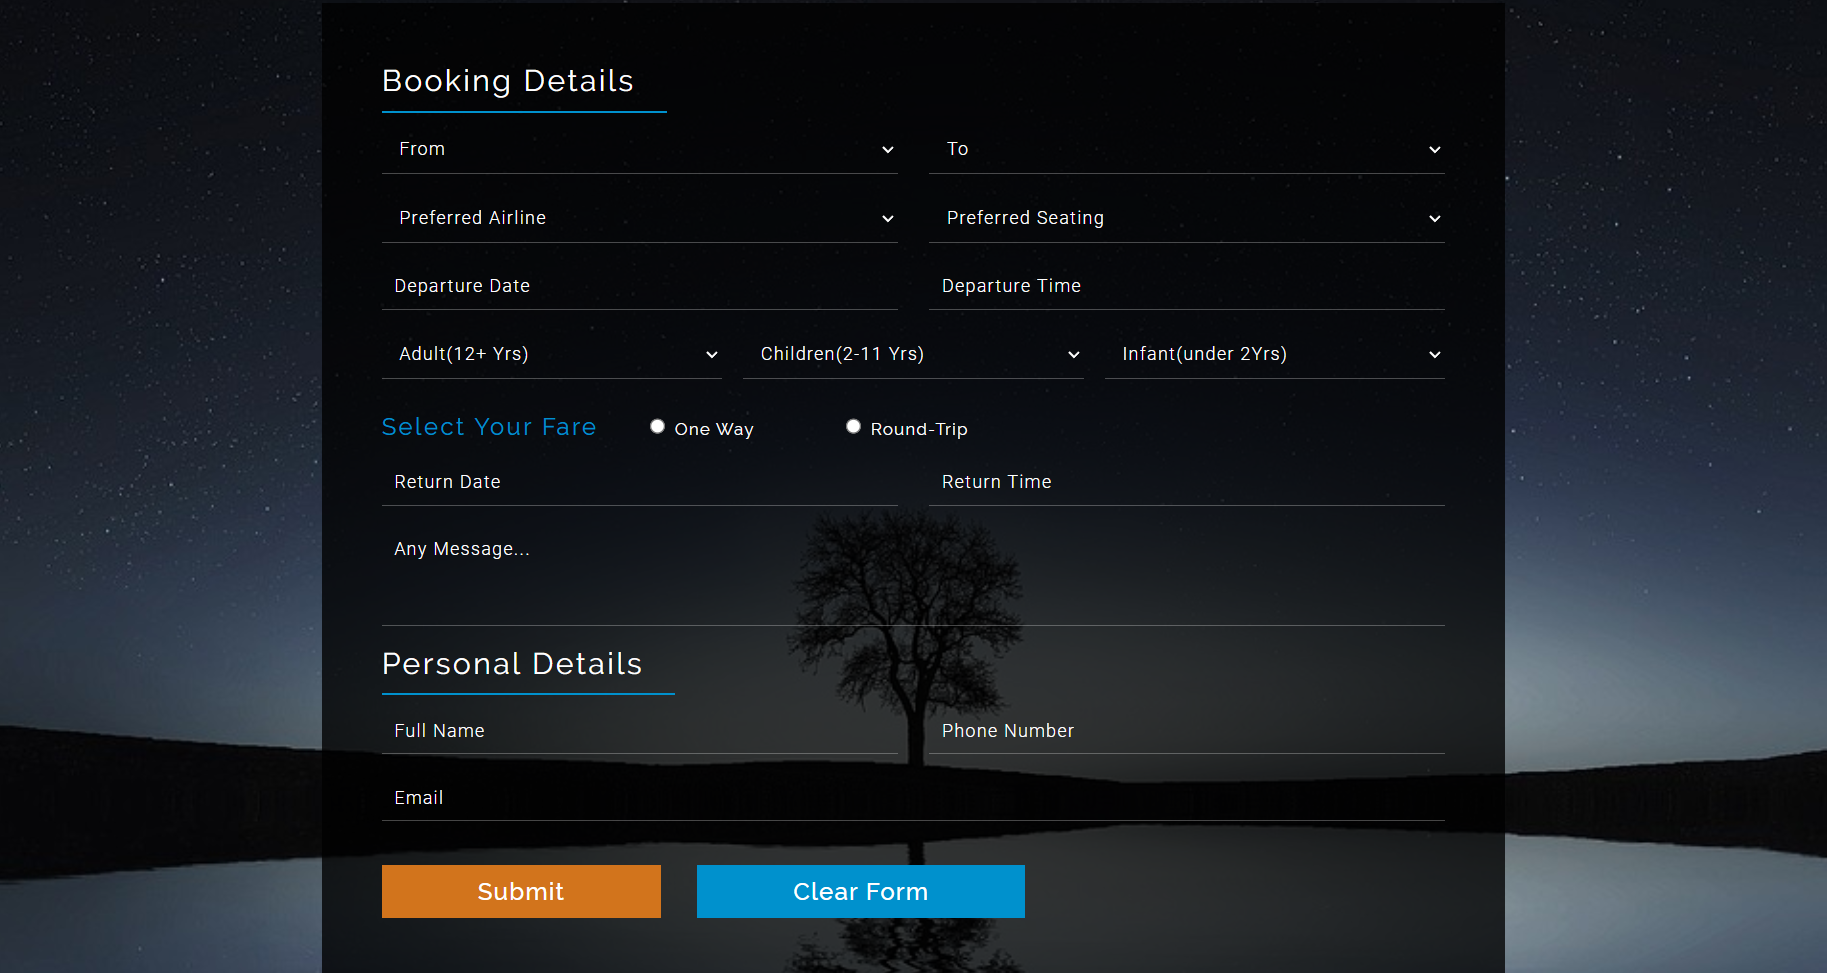 Booking Details
From To
Preferred Airline Preferred Seating
Departure Date Departure Time
Adult(12+ Yrs) Children(2-11 Yrs) Infant(under 2Yrs)
Select Your Fare One Way Round-Trip
Return Date Return Time
Any Message...
Personal Details
Full Name Phone Number
Email
Submit Clear Form